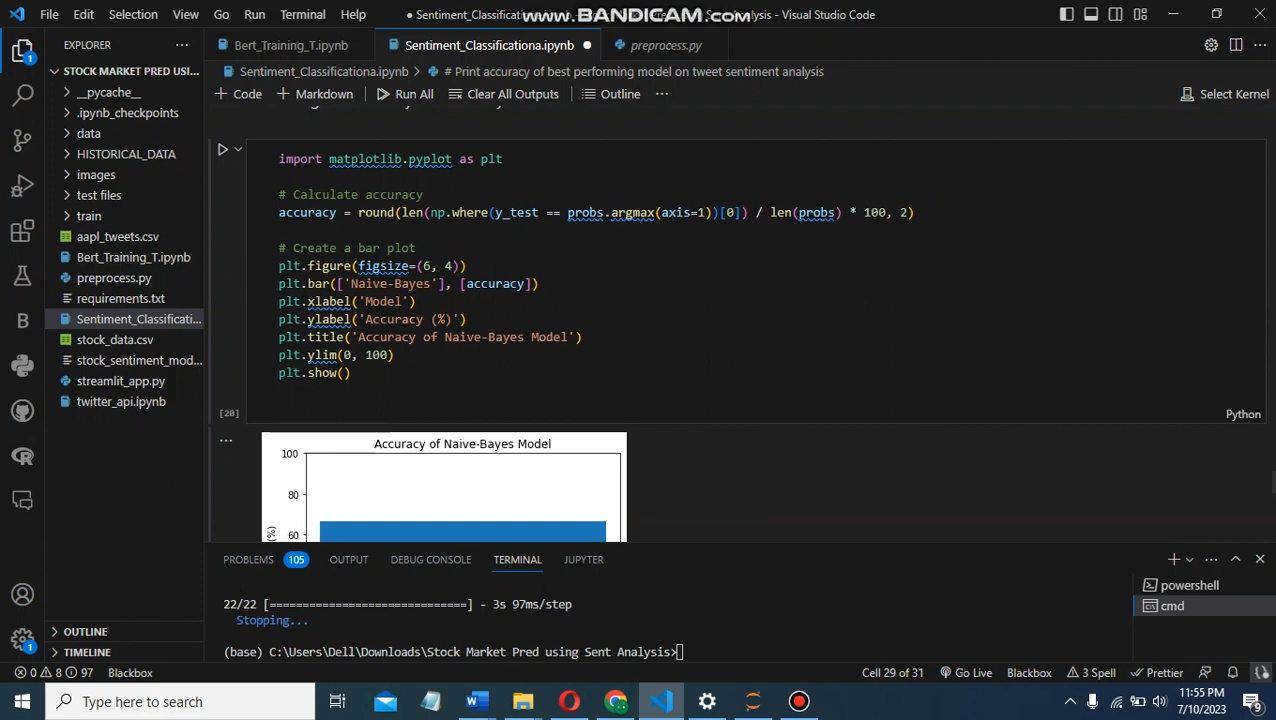 File Edit Selection View Go Run Terminal Help
● Sentiment_Classifica
Analysis - Visual Studio Code
www.BANDICAM.com
EXPLORER
Bert_Training_T.ipynb
Sentiment_Classificationa.ipynb
preprocess.py
STOCK MARKET PRED USI...
Sentiment_Classificationa.ipynb > # Print accuracy of best performing model on tweet sentiment analysis
+ Code + Markdown Run All Clear All Outputs Outline ...
Select Kernel
__pycache__
.ipynb_checkpoints
data
HISTORICAL_DATA
images
test files
train
aapl_tweets.csv
Bert_Training_T.ipynb
preprocess.py
requirements.txt
Sentiment_Classificati...
stock_data.csv
stock_sentiment_mod...
streamlit_app.py
twitter_api.ipynb
OUTLINE
TIMELINE
import matplotlib.pyplot as plt
# Calculate accuracy
accuracy = round(len(np.where(y_test == probs.argmax(axis=1))[0]) / len(probs) * 100, 2)
# Create a bar plot
plt.figure(figsize=(6, 4))
plt.bar(['Naive-Bayes'], [accuracy])
plt.xlabel('Model')
plt.ylabel('Accuracy (%)')
plt.title('Accuracy of Naive-Bayes Model')
plt.ylim(0, 100)
plt.show()
[20]
Python
...
Accuracy of Naive-Bayes Model
100
80
60
(%)
PROBLEMS 105 OUTPUT DEBUG CONSOLE TERMINAL JUPYTER
22/22 [==============================] - 3s 97ms/step
Stopping...
(base) C:\Users\Dell\Downloads\Stock Market Pred using Sent Analysis>
powershell
cmd
0 8 97 Blackbox
Cell 29 of 31 Go Live Blackbox 3 Spell Prettier
Type here to search
11:55 PM
7/10/2023